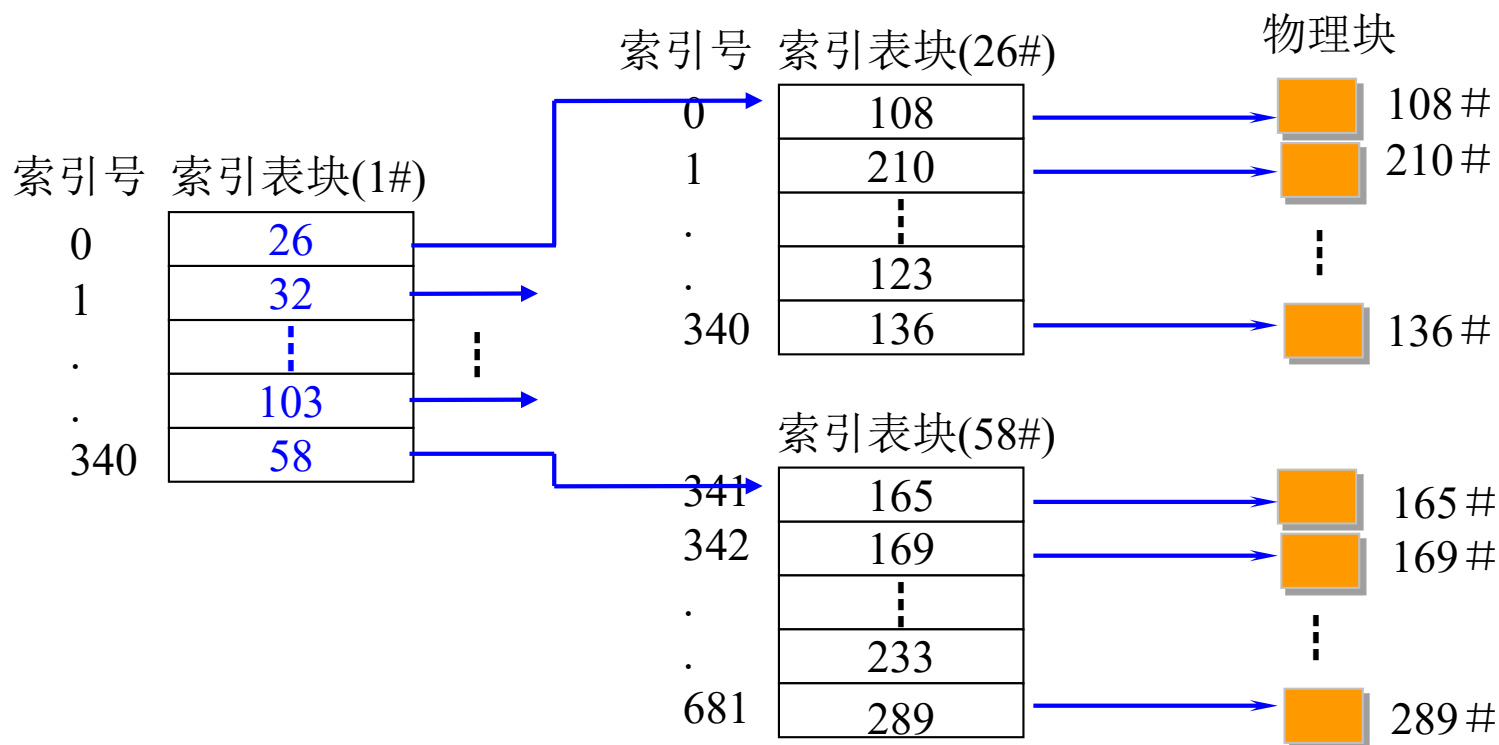 索引号 索引表块(1#)
0 26
1 32
.
. 103
340 58
索引号 索引表块(26#) 物理块
0 108 108＃
1 210 210＃
.
. 123
340 136 136＃
索引表块(58#)
341 165 165＃
342 169 169＃
.
. 233
681 289 289＃